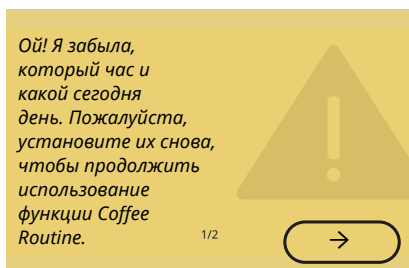 Ой! Я забыла,
который час и
какой сегодня
день. Пожалуйста,
установите их снова,
чтобы продолжить
использование
функции Coffee
Routine.
1/2